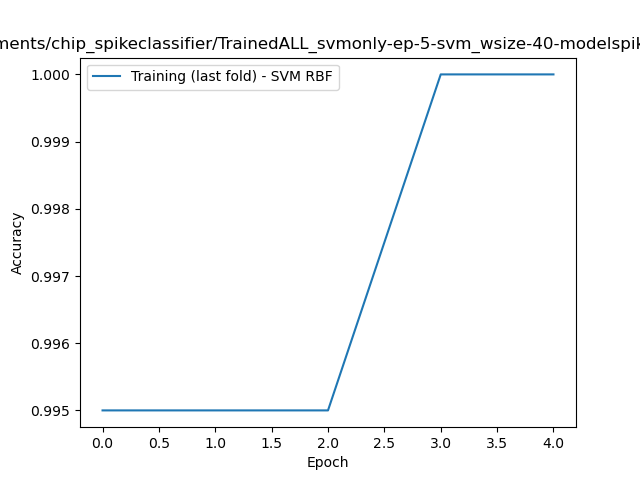 ments/chip_spikeclassifier/TrainedALL_svmonly-ep-5-svm_wsize-40-modelspik
Training (last fold) - SVM RBF
1.000
0.999
0.998
0.997
0.996
0.995
Accuracy
0.0 0.5 1.0 1.5 2.0 2.5 3.0 3.5 4.0
Epoch